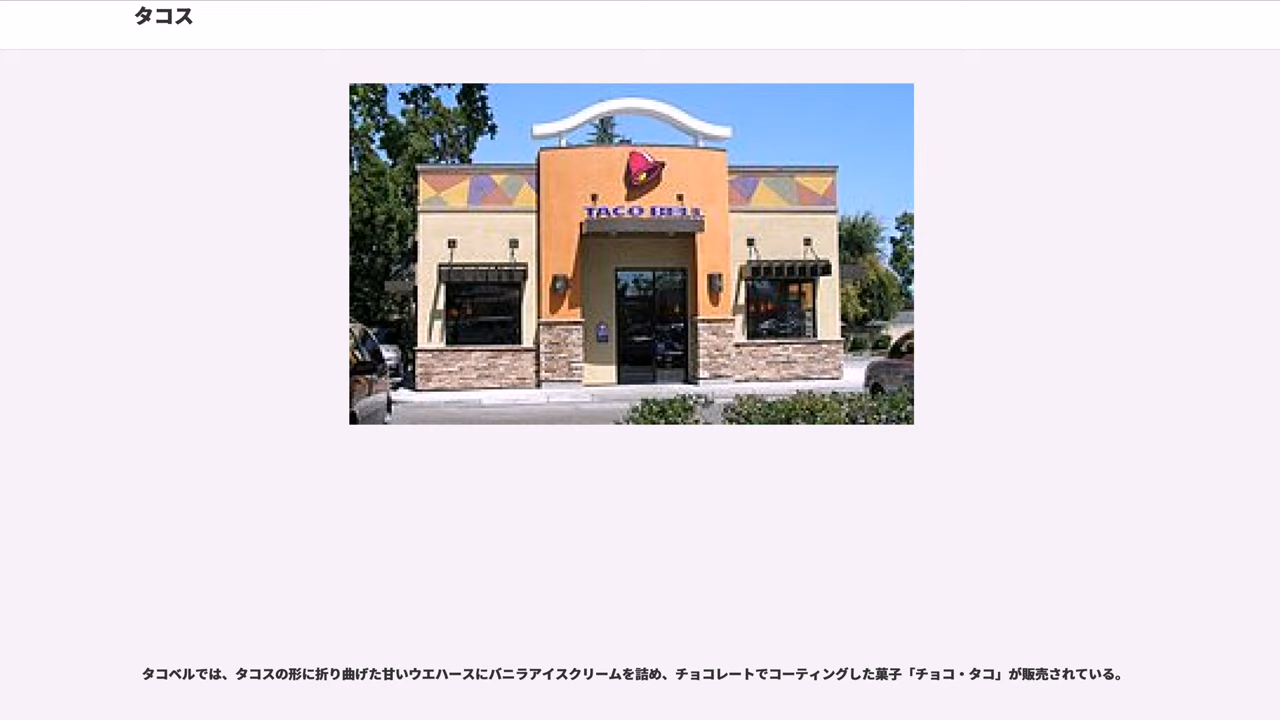 タコス
TACO BELL
タコベルでは、タコスの形に折り曲げた甘いウエハースにバニラアイスクリームを詰め、チョコレートでコーティングした菓子「チョコ・タコ」が販売されている。